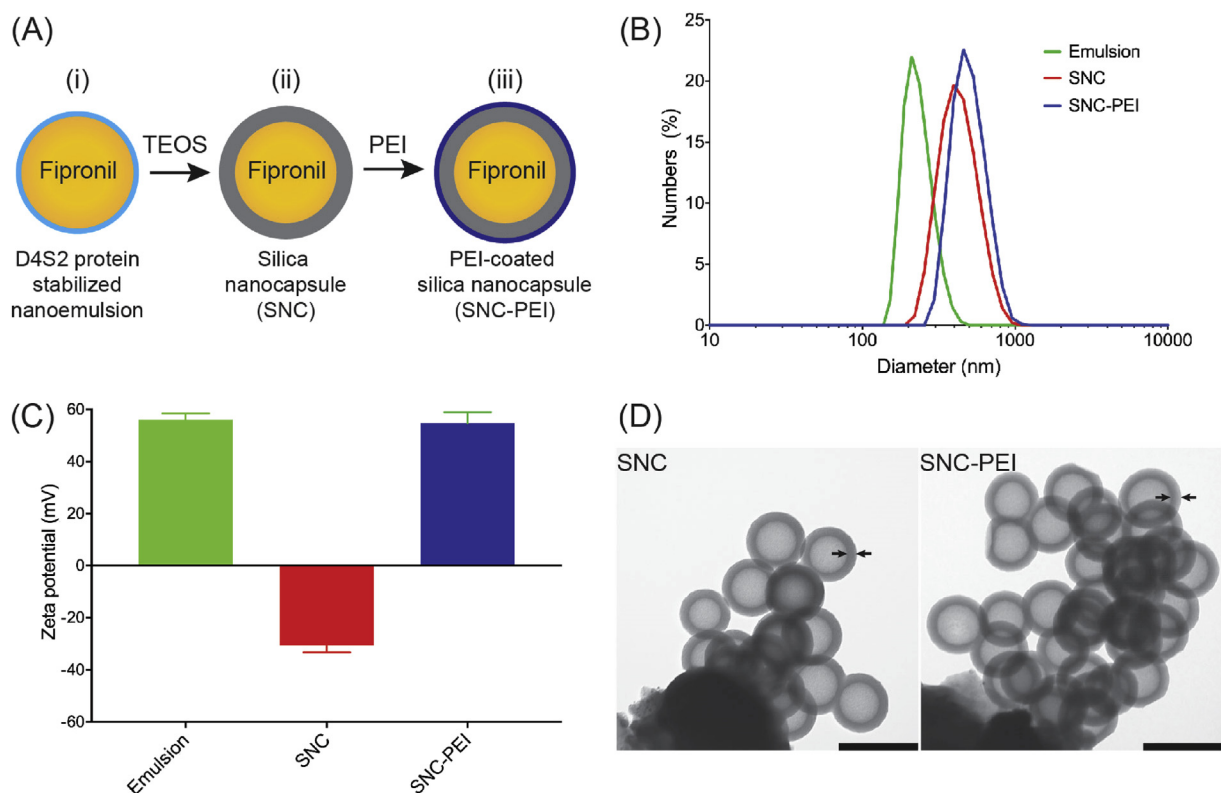 (A)
(i)
(ii)
(iii)
Fipronil
TEOS
Fipronil
PEI
Fipronil
D4S2 protein
stabilized
nanoemulsion
Silica
nanocapsule
(SNC)
PEI-coated
silica nanocapsule
(SNC-PEI)
(B)
Numbers (%)
25
20
15
10
5
0
10
100
1000
10000
Diameter (nm)
Emulsion
SNC
SNC-PEI
(C)
Zeta potential (mV)
60
40
20
0
-20
-40
-60
Emulsion
SNC
SNC-PEI
(D)
SNC
SNC-PEI